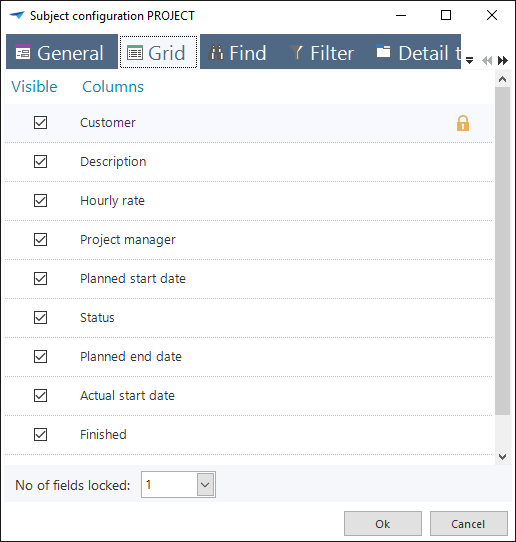 Subject configuration PROJECT
General Grid Find Filter Detail t
Visible Columns
Customer
Description
Hourly rate
Project manager
Planned start date
Status
Planned end date
Actual start date
Finished
No of fields locked: 1
Ok Cancel